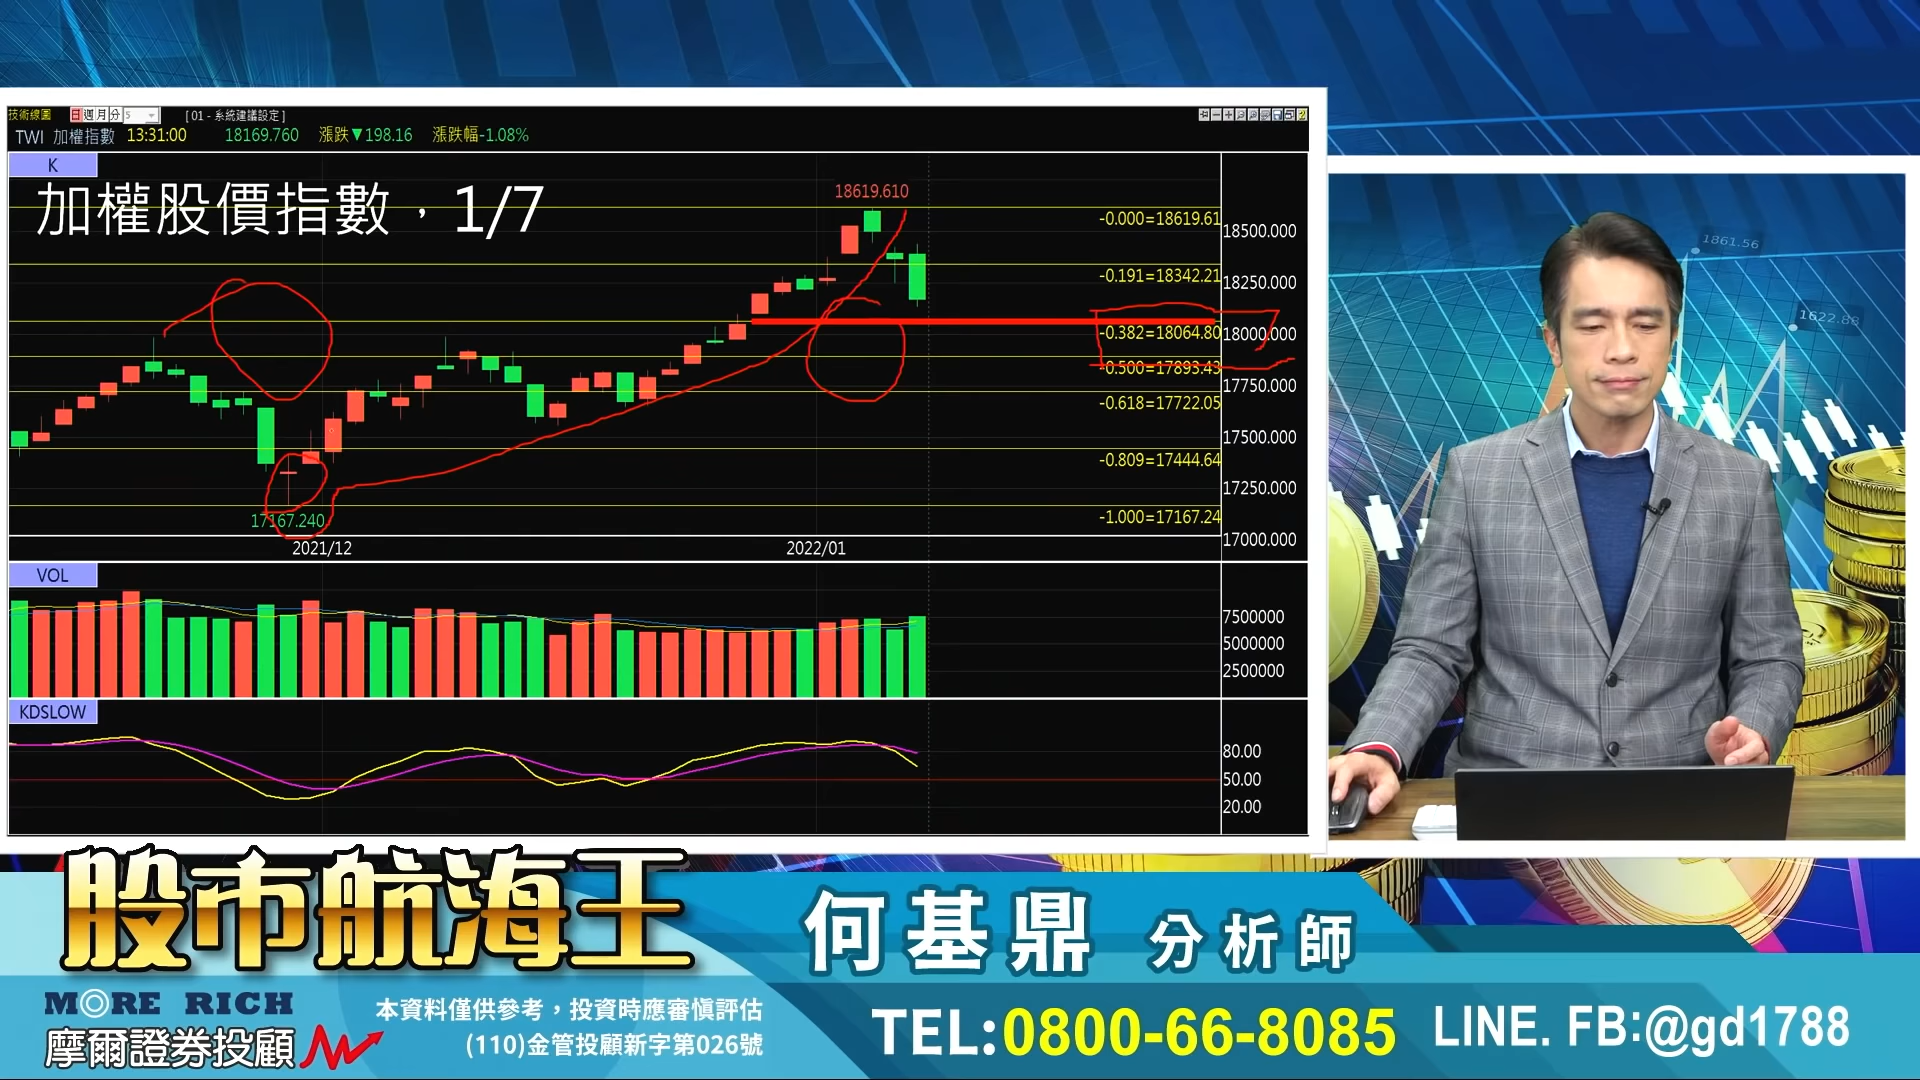 技術線圖 日 週 月 分 5 [ 01 - 系統建議設定 ]
TWI 加權指數 13:31:00 18169.760 漲跌▼198.16 漲跌幅-1.08%
K
加權股價指數，1/7
18619.610
-0.000=18619.61
18500.000
-0.191=18342.21
18250.000
-0.382=18064.80
18000.000
-0.500=17893.43
17750.000
-0.618=17722.05
17500.000
-0.809=17444.64
17250.000
-1.000=17167.24
17167.240
17000.000
2021/12
2022/01
VOL
7500000
5000000
2500000
KDSLOW
80.00
50.00
20.00
1861.56
1622.88
股市航海王
何基鼎 分析師
MORE RICH
摩爾證券投顧
本資料僅供參考，投資時應審慎評估
(110)金管投顧新字第026號
TEL:0800-66-8085
LINE. FB:@gd1788